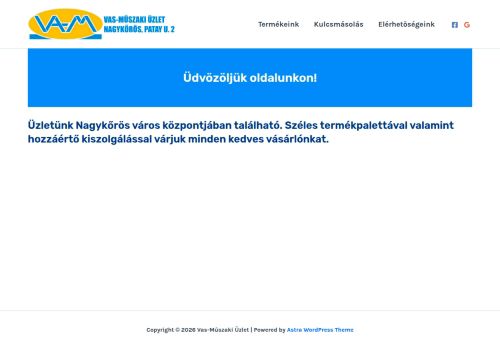 VA-M
VAS-MŰSZAKI ÜZLET
NAGYKŐRÖS, PATAY U. 2
Termékeink Kulcsmásolás Elérhetőségeink
Üdvözöljük oldalunkon!
Üzletünk Nagykőrös város központjában található. Széles termékpalettával valamint
hozzáértő kiszolgálással várjuk minden kedves vásárlónkat.
Copyright © 2026 Vas-Műszaki Üzlet | Powered by Astra WordPress Theme